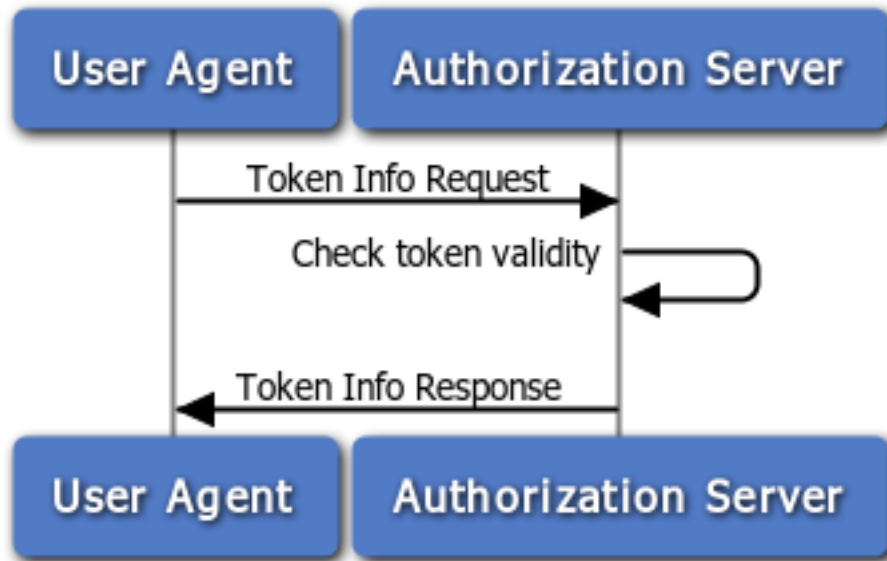 User Agent
Authorization Server
Token Info Request
Check token validity
Token Info Response
User Agent
Authorization Server